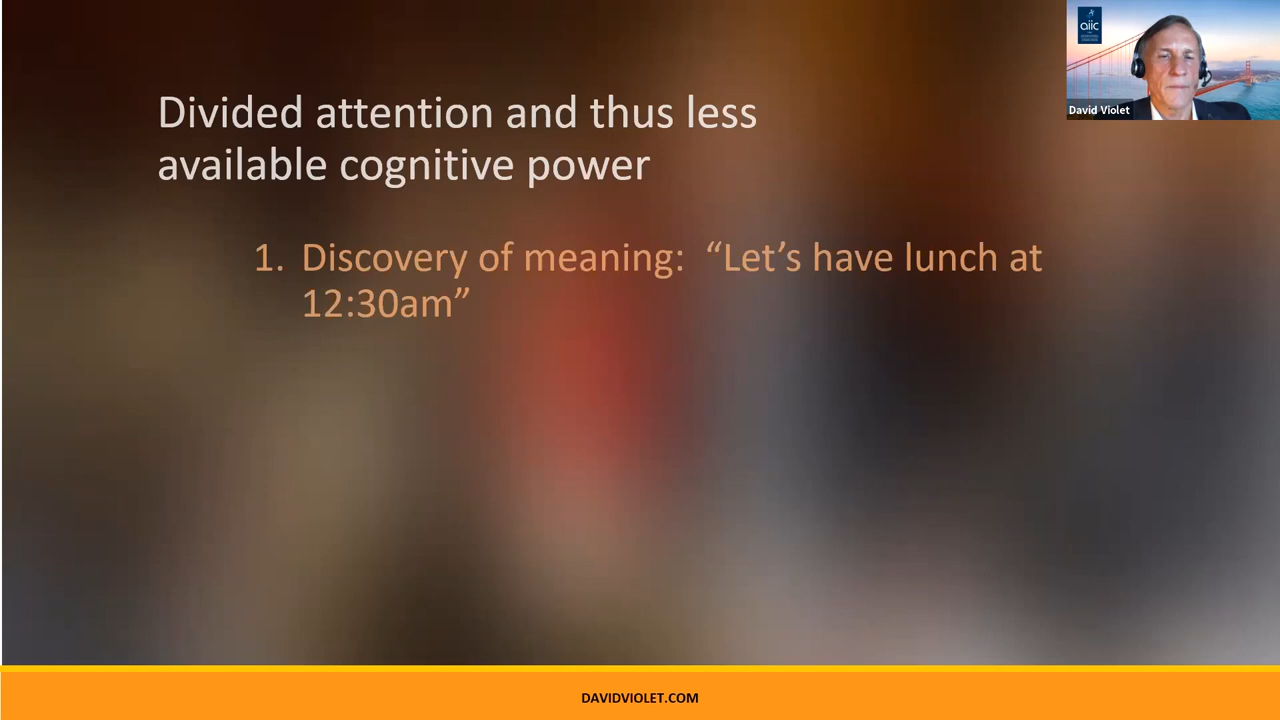 aiic
David Violet
Divided attention and thus less
available cognitive power
1. Discovery of meaning: “Let’s have lunch at
12:30am”
DAVIDVIOLET.COM